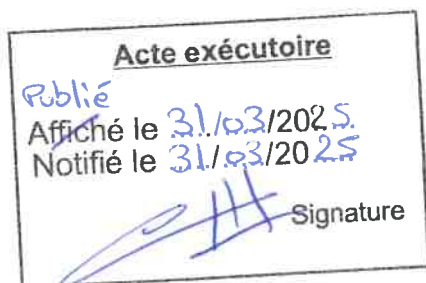 Acte exécutoire
Publié
Affiché le 31/03/2025
Notifié le 31/03/2025
Signature